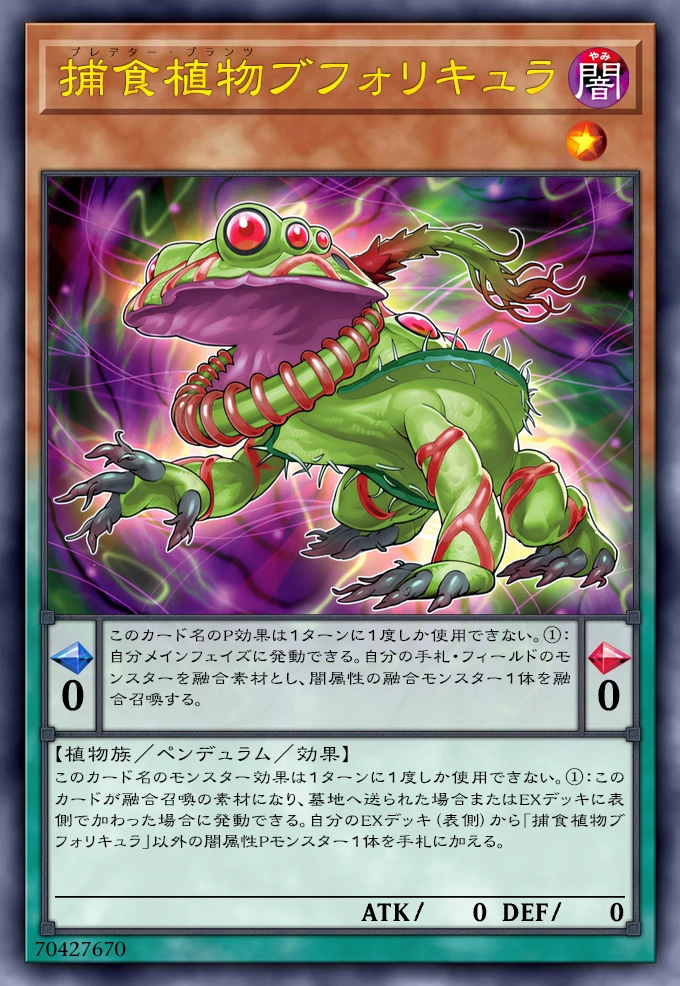 プレデター・プランツ
捕食植物ブフォリキュラ
やみ
闇
このカード名のP効果は1ターンに1度しか使用できない。①：
自分メインフェイズに発動できる。自分の手札・フィールドのモ
ンスターを融合素材とし、闇属性の融合モンスター1体を融
合召喚する。
0
0
【植物族／ペンデュラム／効果】
このカード名のモンスター効果は1ターンに1度しか使用できない。①：この
カードが融合召喚の素材になり、墓地へ送られた場合またはEXデッキに表
側で加わった場合に発動できる。自分のEXデッキ（表側）から「捕食植物ブ
フォリキュラ」以外の闇属性Pモンスター1体を手札に加える。
ATK/ 0 DEF/ 0
70427670